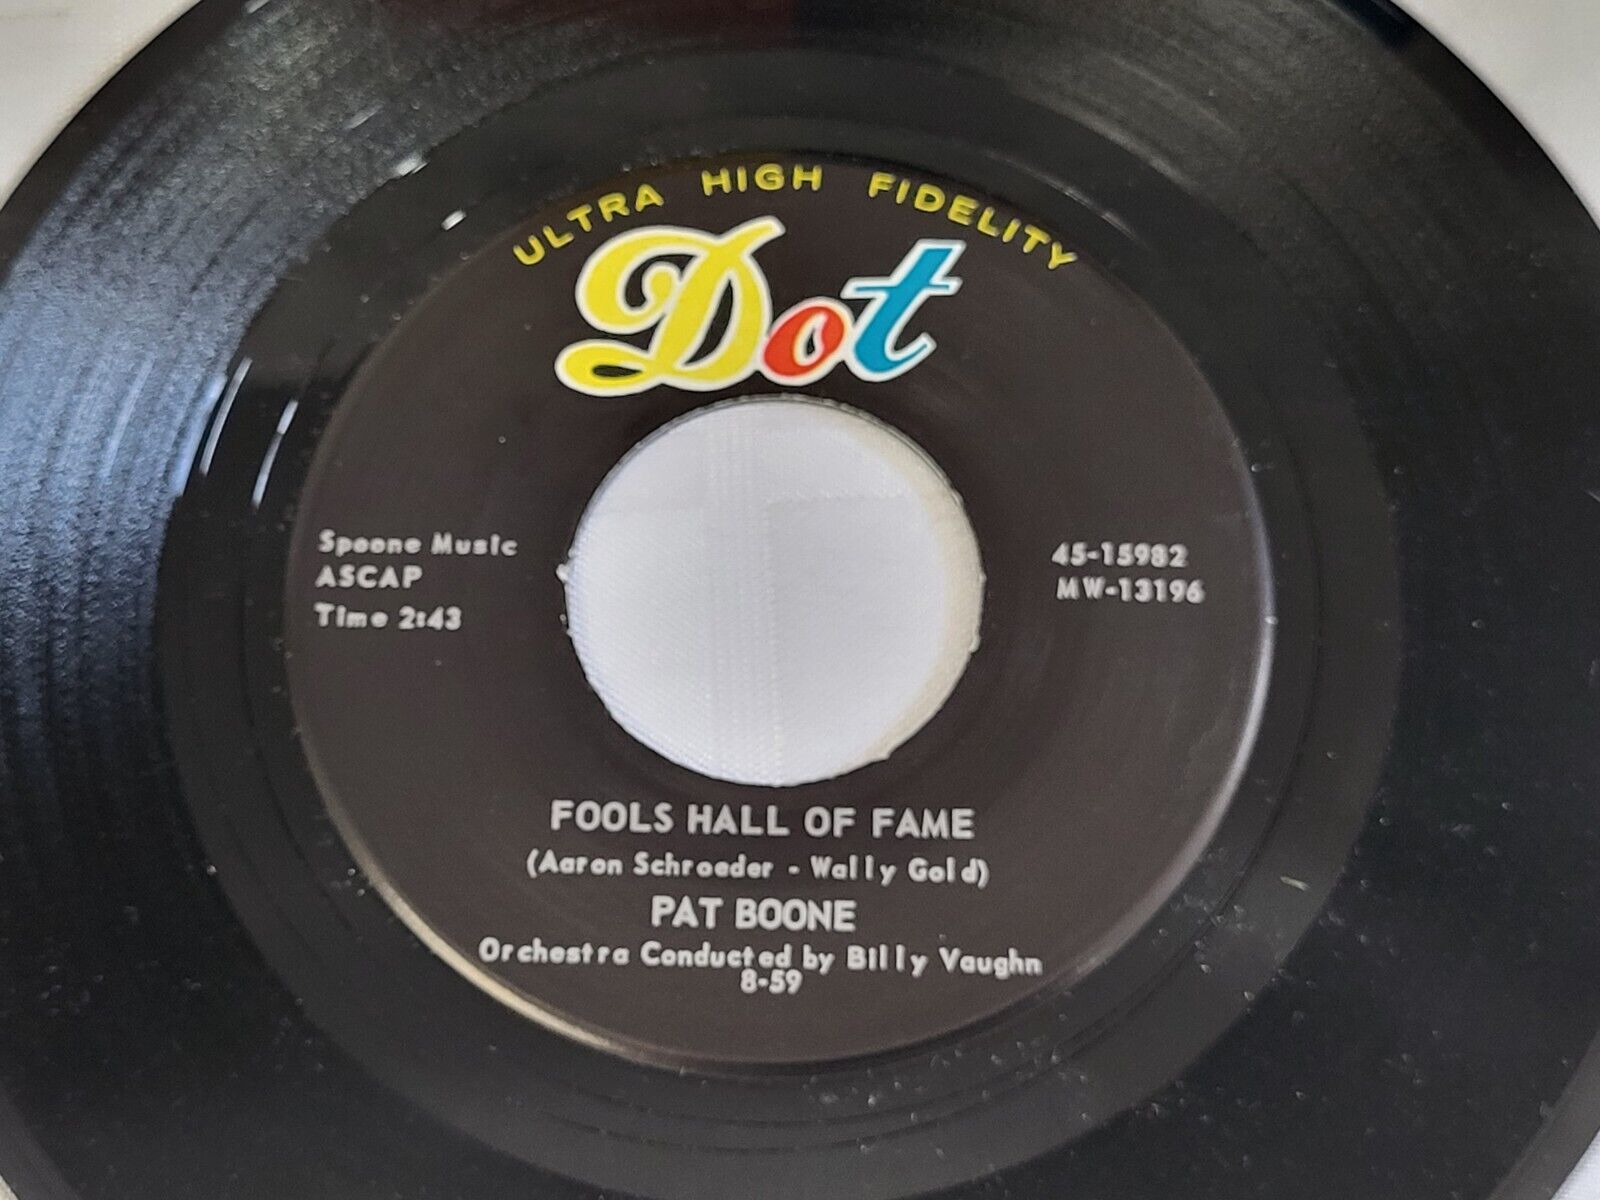 ULTRA HIGH FIDELITY
Dot
Spoone Music
ASCAP
Time 2:43
45-15982
MW-13196
FOOLS HALL OF FAME
(Aaron Schroeder - Wally Gold)
PAT BOONE
Orchestra Conducted by Billy Vaughn
8-59